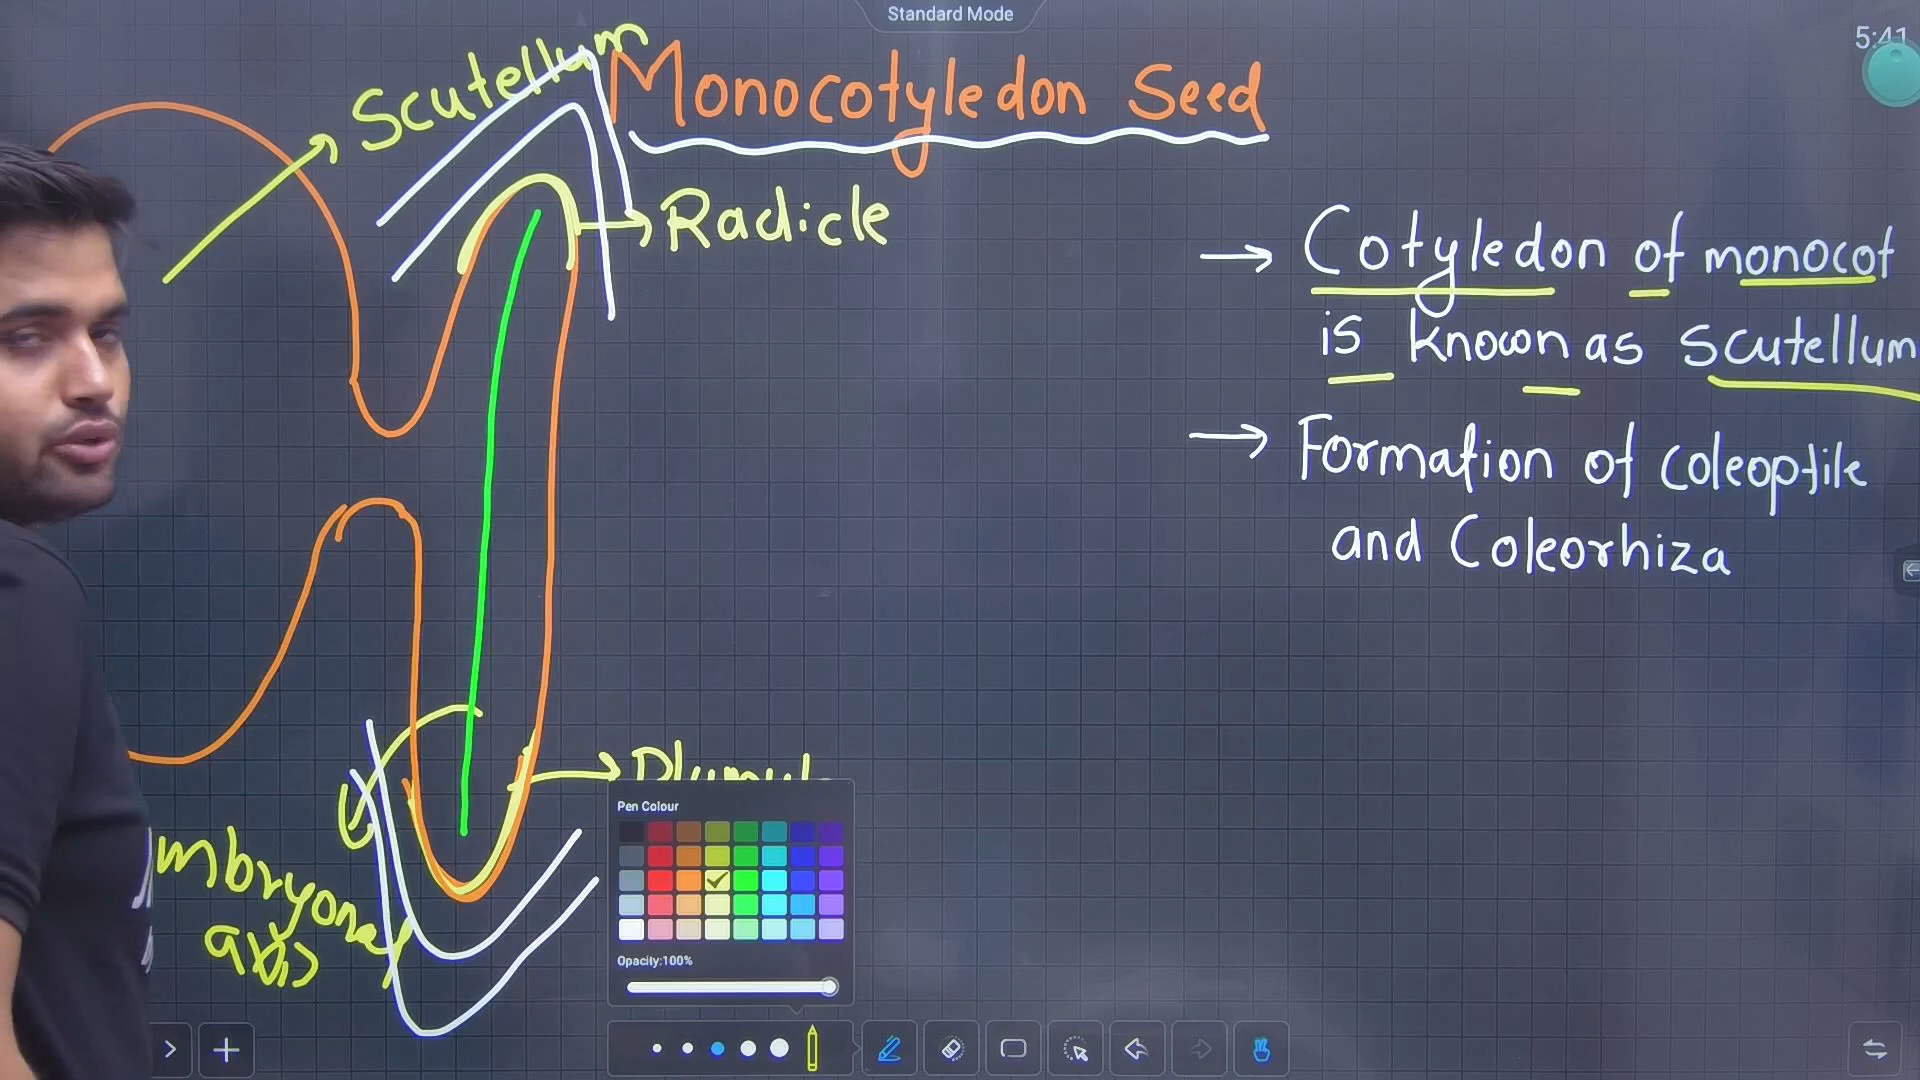 Standard Mode
5:41
Scutellum
Monocotyledon Seed
Radicle
→ Cotyledon of monocot
is known as scutellum
→ Formation of coleoptile
and Coleorhiza
mbryonal
axis
Pen Colour
Opacity:100%